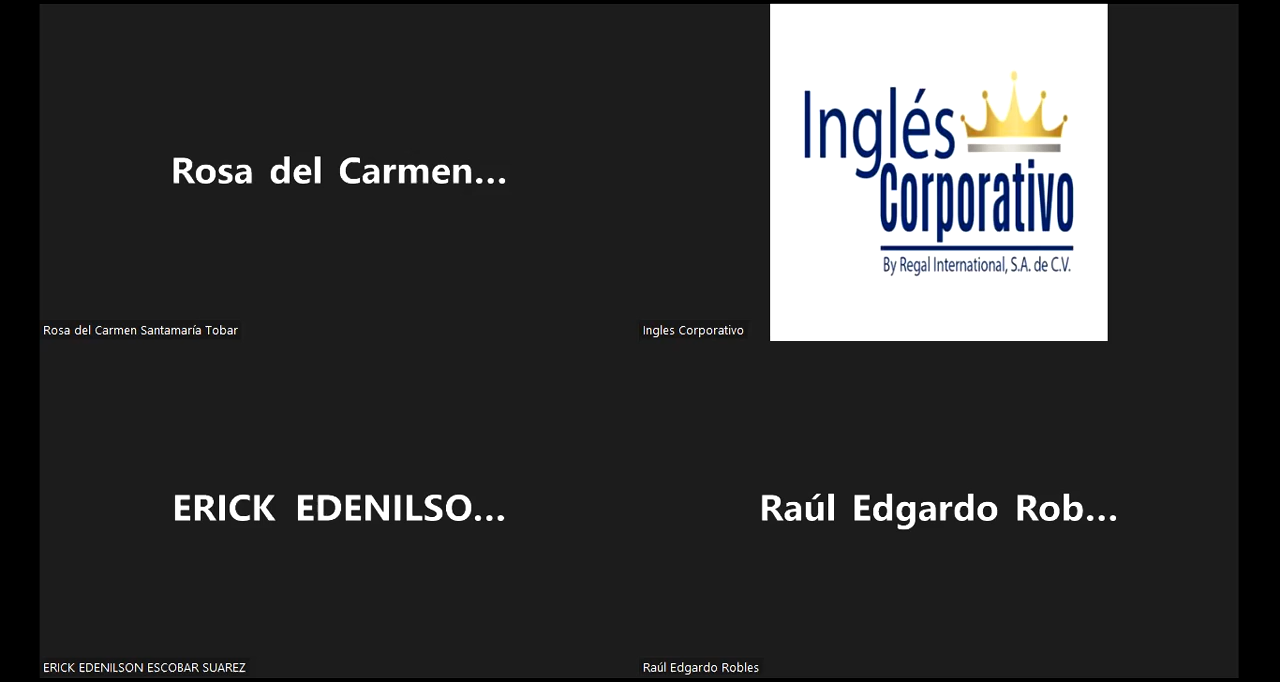 Rosa del Carmen...
Rosa del Carmen Santamaría Tobar
Inglés
Corporativo
By Regal International, S.A. de C.V.
Ingles Corporativo
ERICK EDENILSO...
ERICK EDENILSON ESCOBAR SUAREZ
Raúl Edgardo Rob...
Raúl Edgardo Robles